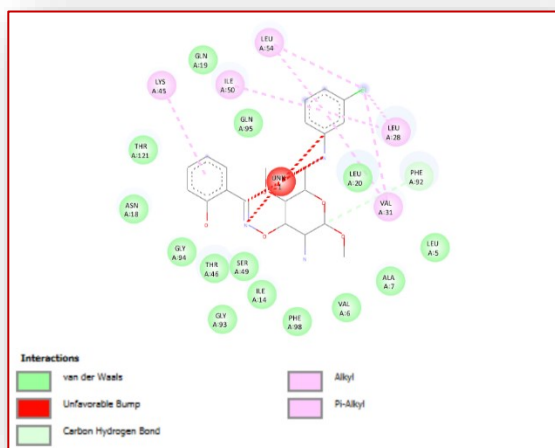 LEU
A:54
GLN
A:19
LYS
A:45
ILE
A:50
GLN
A:95
LEU
A:28
THR
A:121
LEU
A:20
PHE
A:92
ASN
A:18
VAL
A:31
GLY
A:94
THR
A:46
SER
A:49
LEU
A:5
ILE
A:14
ALA
A:7
VAL
A:6
GLY
A:93
PHE
A:98
Interactions
van der Waals
Alkyl
Unfavorable Bump
Pi-Alkyl
Carbon Hydrogen Bond